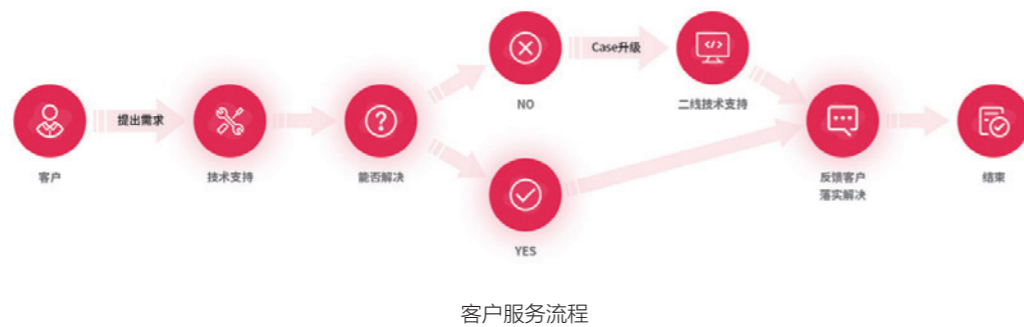 客户
提出需求
技术支持
能否解决
NO
Case升级
二线技术支持
YES
反馈客户
落实解决
结束
客户服务流程